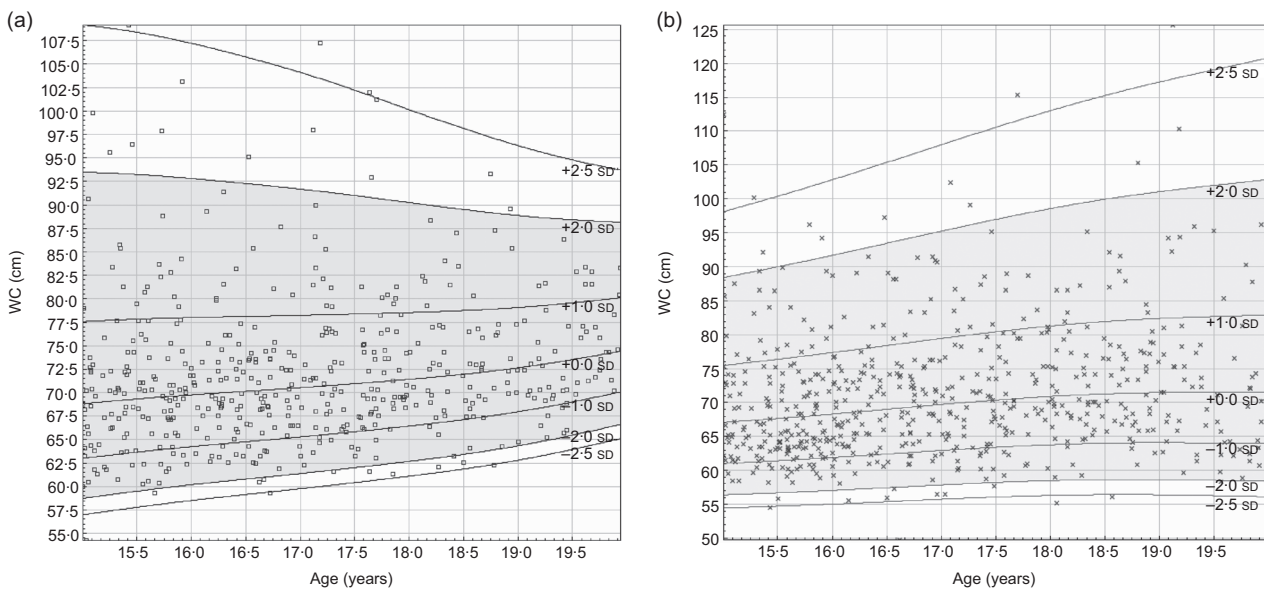 (a)
107·5
105·0
102·5
100·0
97·5
95·0
92·5
90·0
87·5
85·0
82·5
80·0
77·5
75·0
72·5
70·0
67·5
65·0
62·5
60·0
57·5
55·0
WC (cm)
+2·5 SD
+2·0 SD
+1·0 SD
+0·0 SD
−1·0 SD
−2·0 SD
−2·5 SD
15·5 16·0 16·5 17·0 17·5 18·0 18·5 19·0 19·5
Age (years)
(b)
125
120
115
110
105
100
95
90
85
80
75
70
65
60
55
50
WC (cm)
+2·5 SD
+2·0 SD
+1·0 SD
+0·0 SD
−1·0 SD
−2·0 SD
−2·5 SD
15·5 16·0 16·5 17·0 17·5 18·0 18·5 19·0 19·5
Age (years)